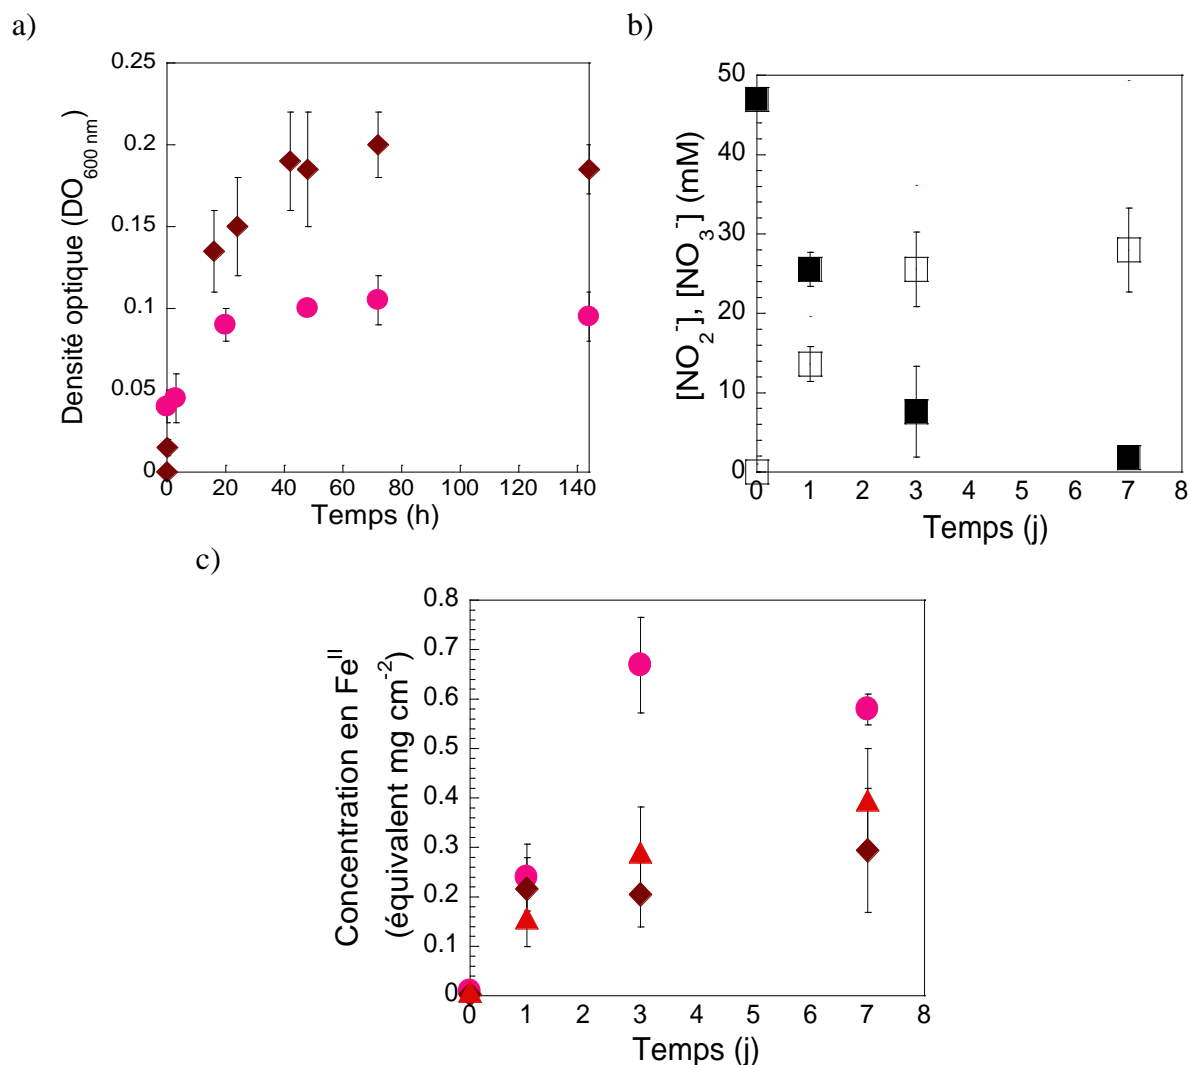 a)
0.25
0.2
0.15
0.1
0.05
0
Densité optique (DO600 nm)
0 20 40 60 80 100 120 140
Temps (h)
b)
50
40
30
20
10
0
[NO2-], [NO3-] (mM)
0 1 2 3 4 5 6 7 8
Temps (j)
c)
0.8
0.7
0.6
0.5
0.4
0.3
0.2
0.1
0
Concentration en FeII
(équivalent mg cm-2)
0 1 2 3 4 5 6 7 8
Temps (j)